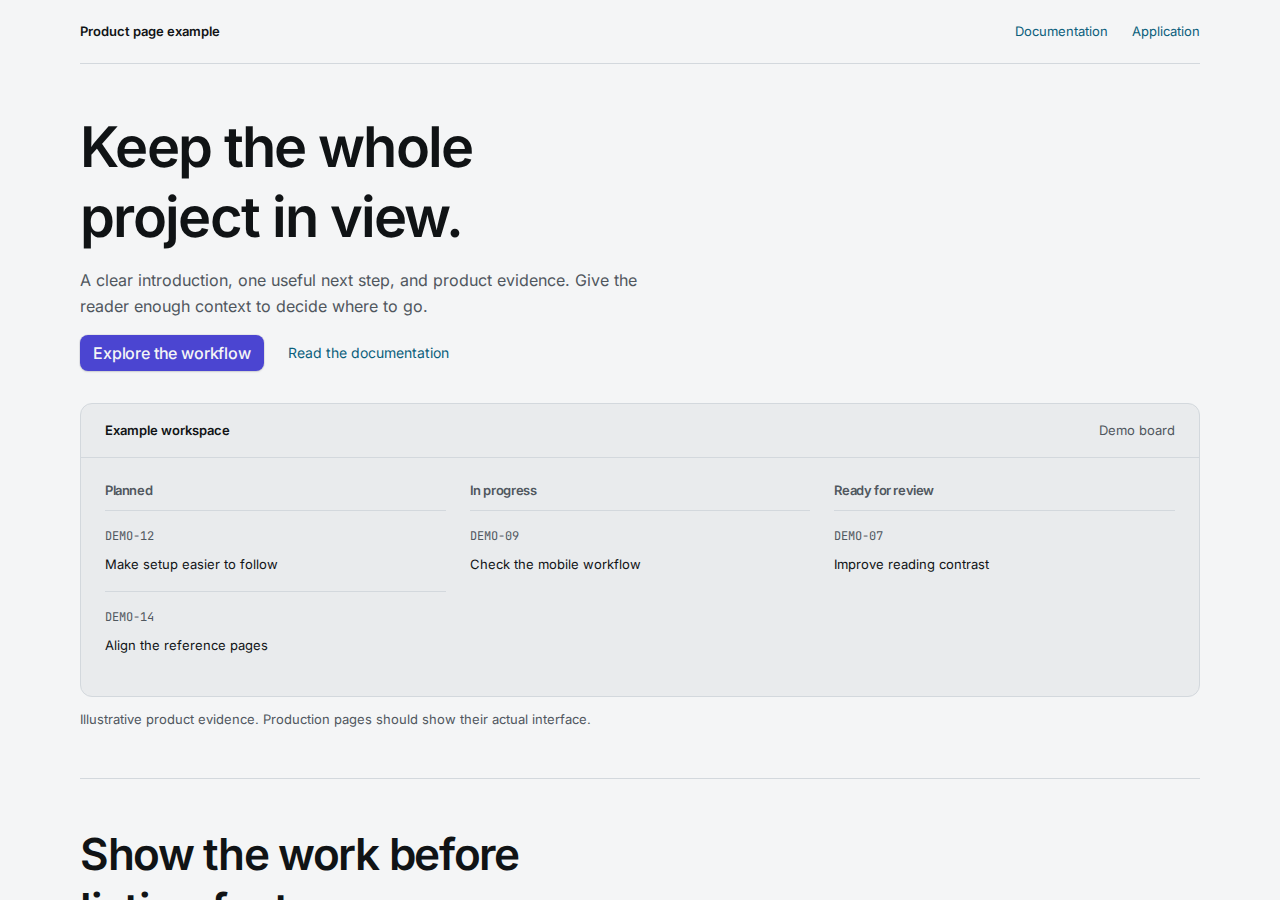 Product page example
Documentation Application
Keep the whole
project in view.
A clear introduction, one useful next step, and product evidence. Give the
reader enough context to decide where to go.
Explore the workflow Read the documentation
Example workspace Demo board
Planned In progress Ready for review
DEMO-12 DEMO-09 DEMO-07
Make setup easier to follow Check the mobile workflow Improve reading contrast
DEMO-14
Align the reference pages
Illustrative product evidence. Production pages should show their actual interface.
Show the work before